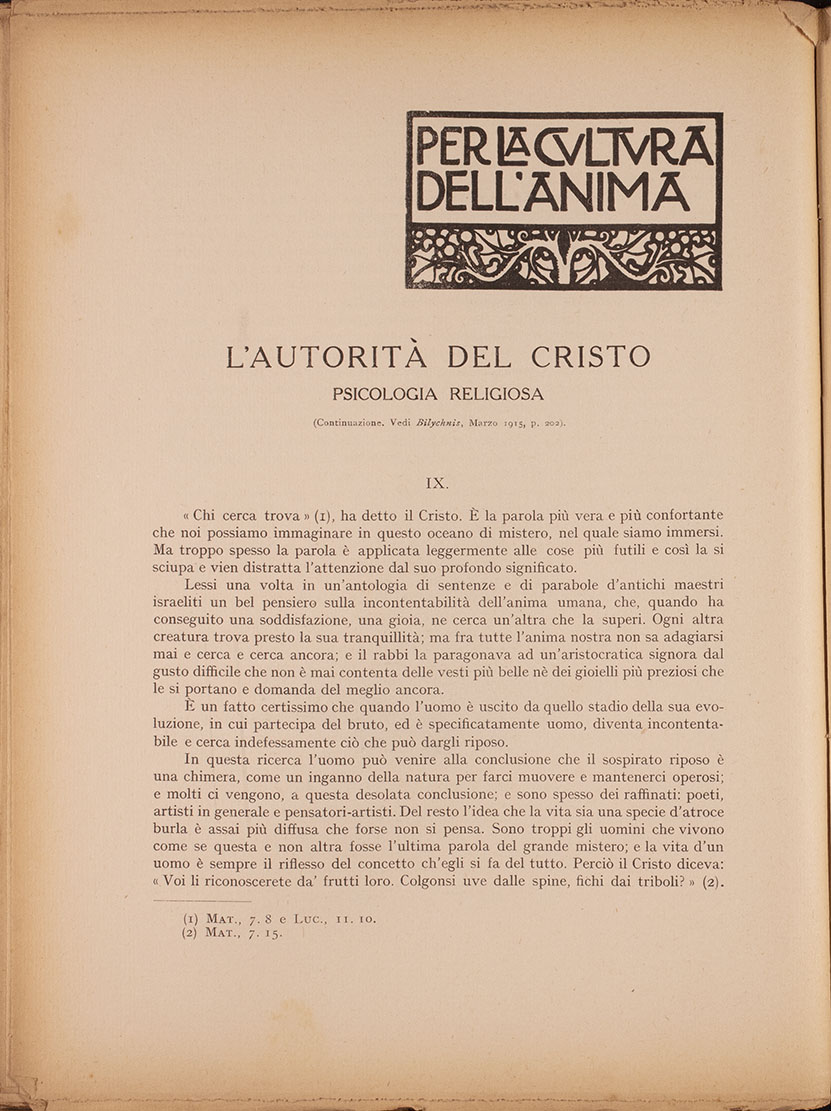 PER LA CVLTVRA
DELL'ANIMA
L'AUTORITÀ DEL CRISTO
PSICOLOGIA RELIGIOSA
(Continuazione. Vedi Bilychnis, Marzo 1915, p. 202).
IX.
« Chi cerca trova » (1), ha detto il Cristo. È la parola più vera e più confortante
che noi possiamo immaginare in questo oceano di mistero, nel quale siamo immersi.
Ma troppo spesso la parola è applicata leggermente alle cose più futili e così la si
sciupa e vien distratta l'attenzione dal suo profondo significato.
Lessi una volta in un'antologia di sentenze e di parabole d'antichi maestri
israeliti un bel pensiero sulla incontentabilità dell'anima umana, che, quando ha
conseguito una soddisfazione, una gioia, ne cerca un'altra che la superi. Ogni altra
creatura trova presto la sua tranquillità; ma fra tutte l'anima nostra non sa adagiarsi
mai e cerca e cerca ancora; e il rabbi la paragonava ad un'aristocratica signora dal
gusto difficile che non è mai contenta delle vesti più belle nè dei gioielli più preziosi che
le si portano e domanda del meglio ancora.
È un fatto certissimo che quando l'uomo è uscito da quello stadio della sua evo-
luzione, in cui partecipa del bruto, ed è specificatamente uomo, diventa incontenta-
bile e cerca indefessamente ciò che può dargli riposo.
In questa ricerca l'uomo può venire alla conclusione che il sospirato riposo è
una chimera, come un inganno della natura per farci muovere e mantenerci operosi;
e molti ci vengono, a questa desolata conclusione; e sono spesso dei raffinati: poeti,
artisti in generale e pensatori-artisti. Del resto l'idea che la vita sia una specie d'atroce
burla è assai più diffusa che forse non si pensa. Sono troppi gli uomini che vivono
come se questa e non altra fosse l'ultima parola del grande mistero; e la vita d'un
uomo è sempre il riflesso del concetto ch'egli si fa del tutto. Perciò il Cristo diceva:
« Voi li riconoscerete da' frutti loro. Colgonsi uve dalle spine, fichi dai triboli? » (2).
(1) MAT., 7. 8 e LUC., 11. 10.
(2) MAT., 7. 15.